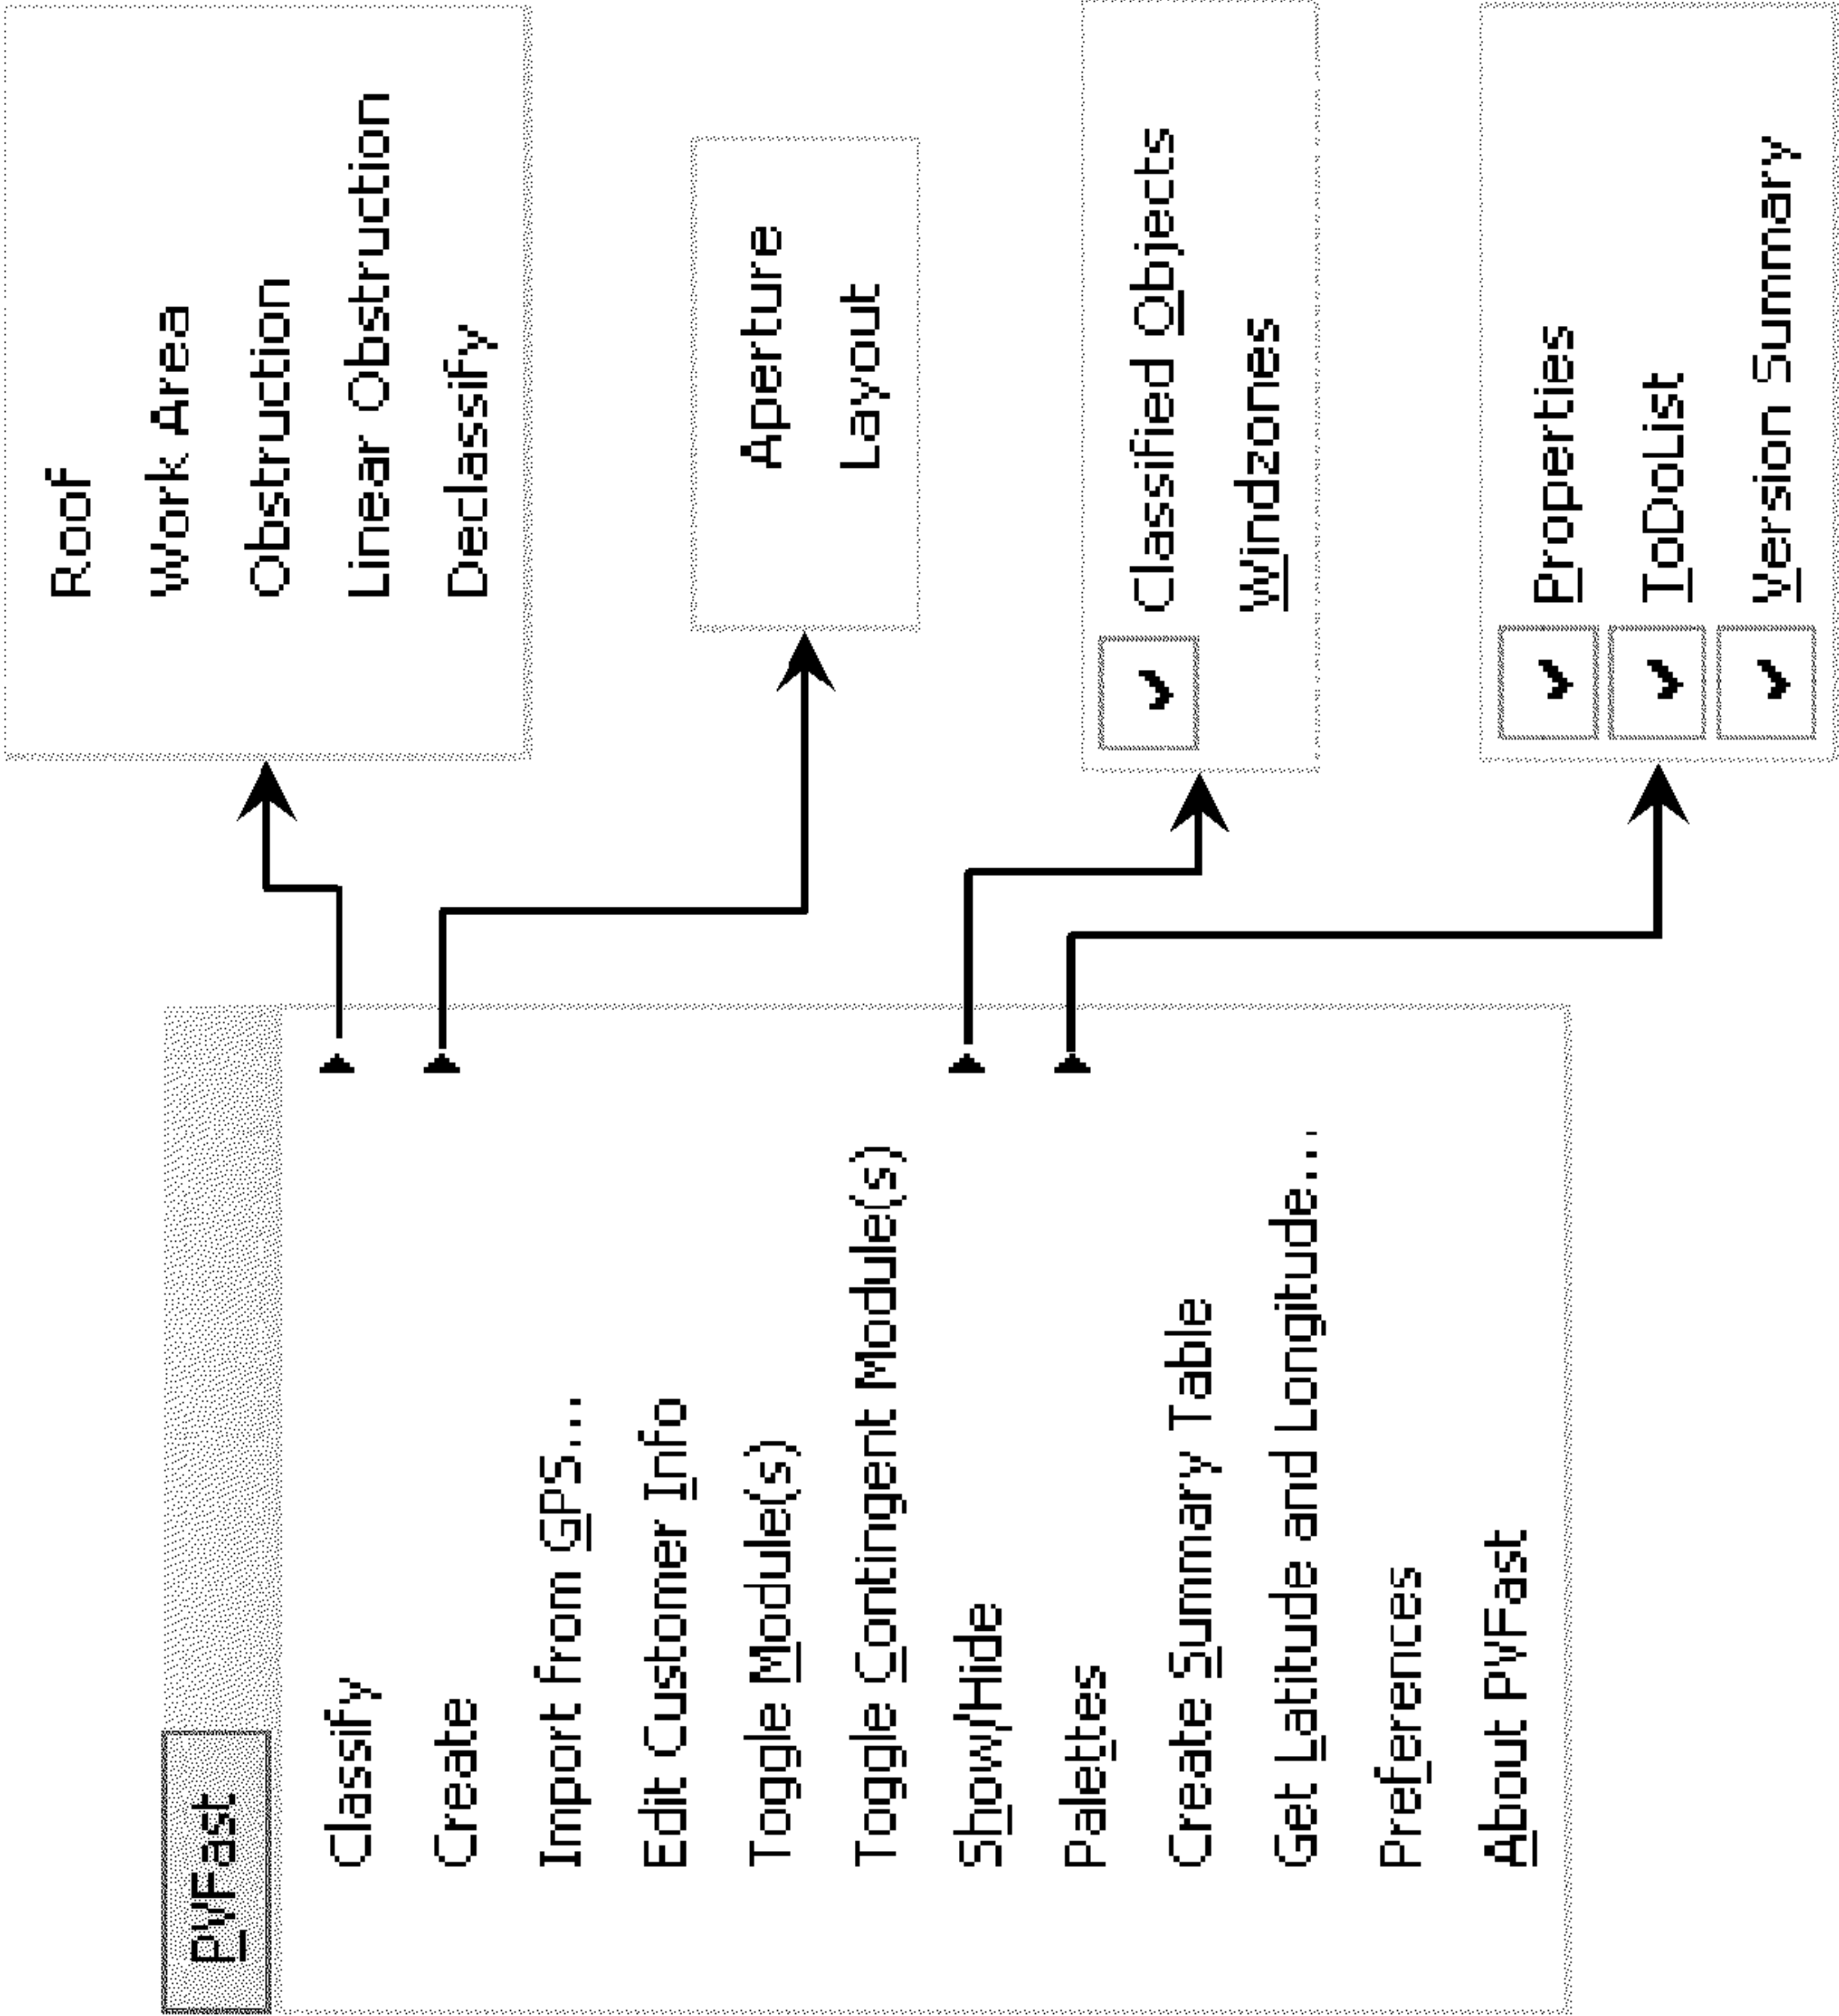 PVFast
Classify
Create
Import from GPS...
Edit Customer Info
Toggle Module(s)
Toggle Contingent Module(s)
Show/Hide
Palettes
Create Summary Table
Get Latitude and Longitude...
Preferences
About PVFast
Roof
Work Area
Obstruction
Linear Obstruction
Declassify
Aperture
Layout
Classified Objects
Windzones
Properties
ToDoList
Version Summary